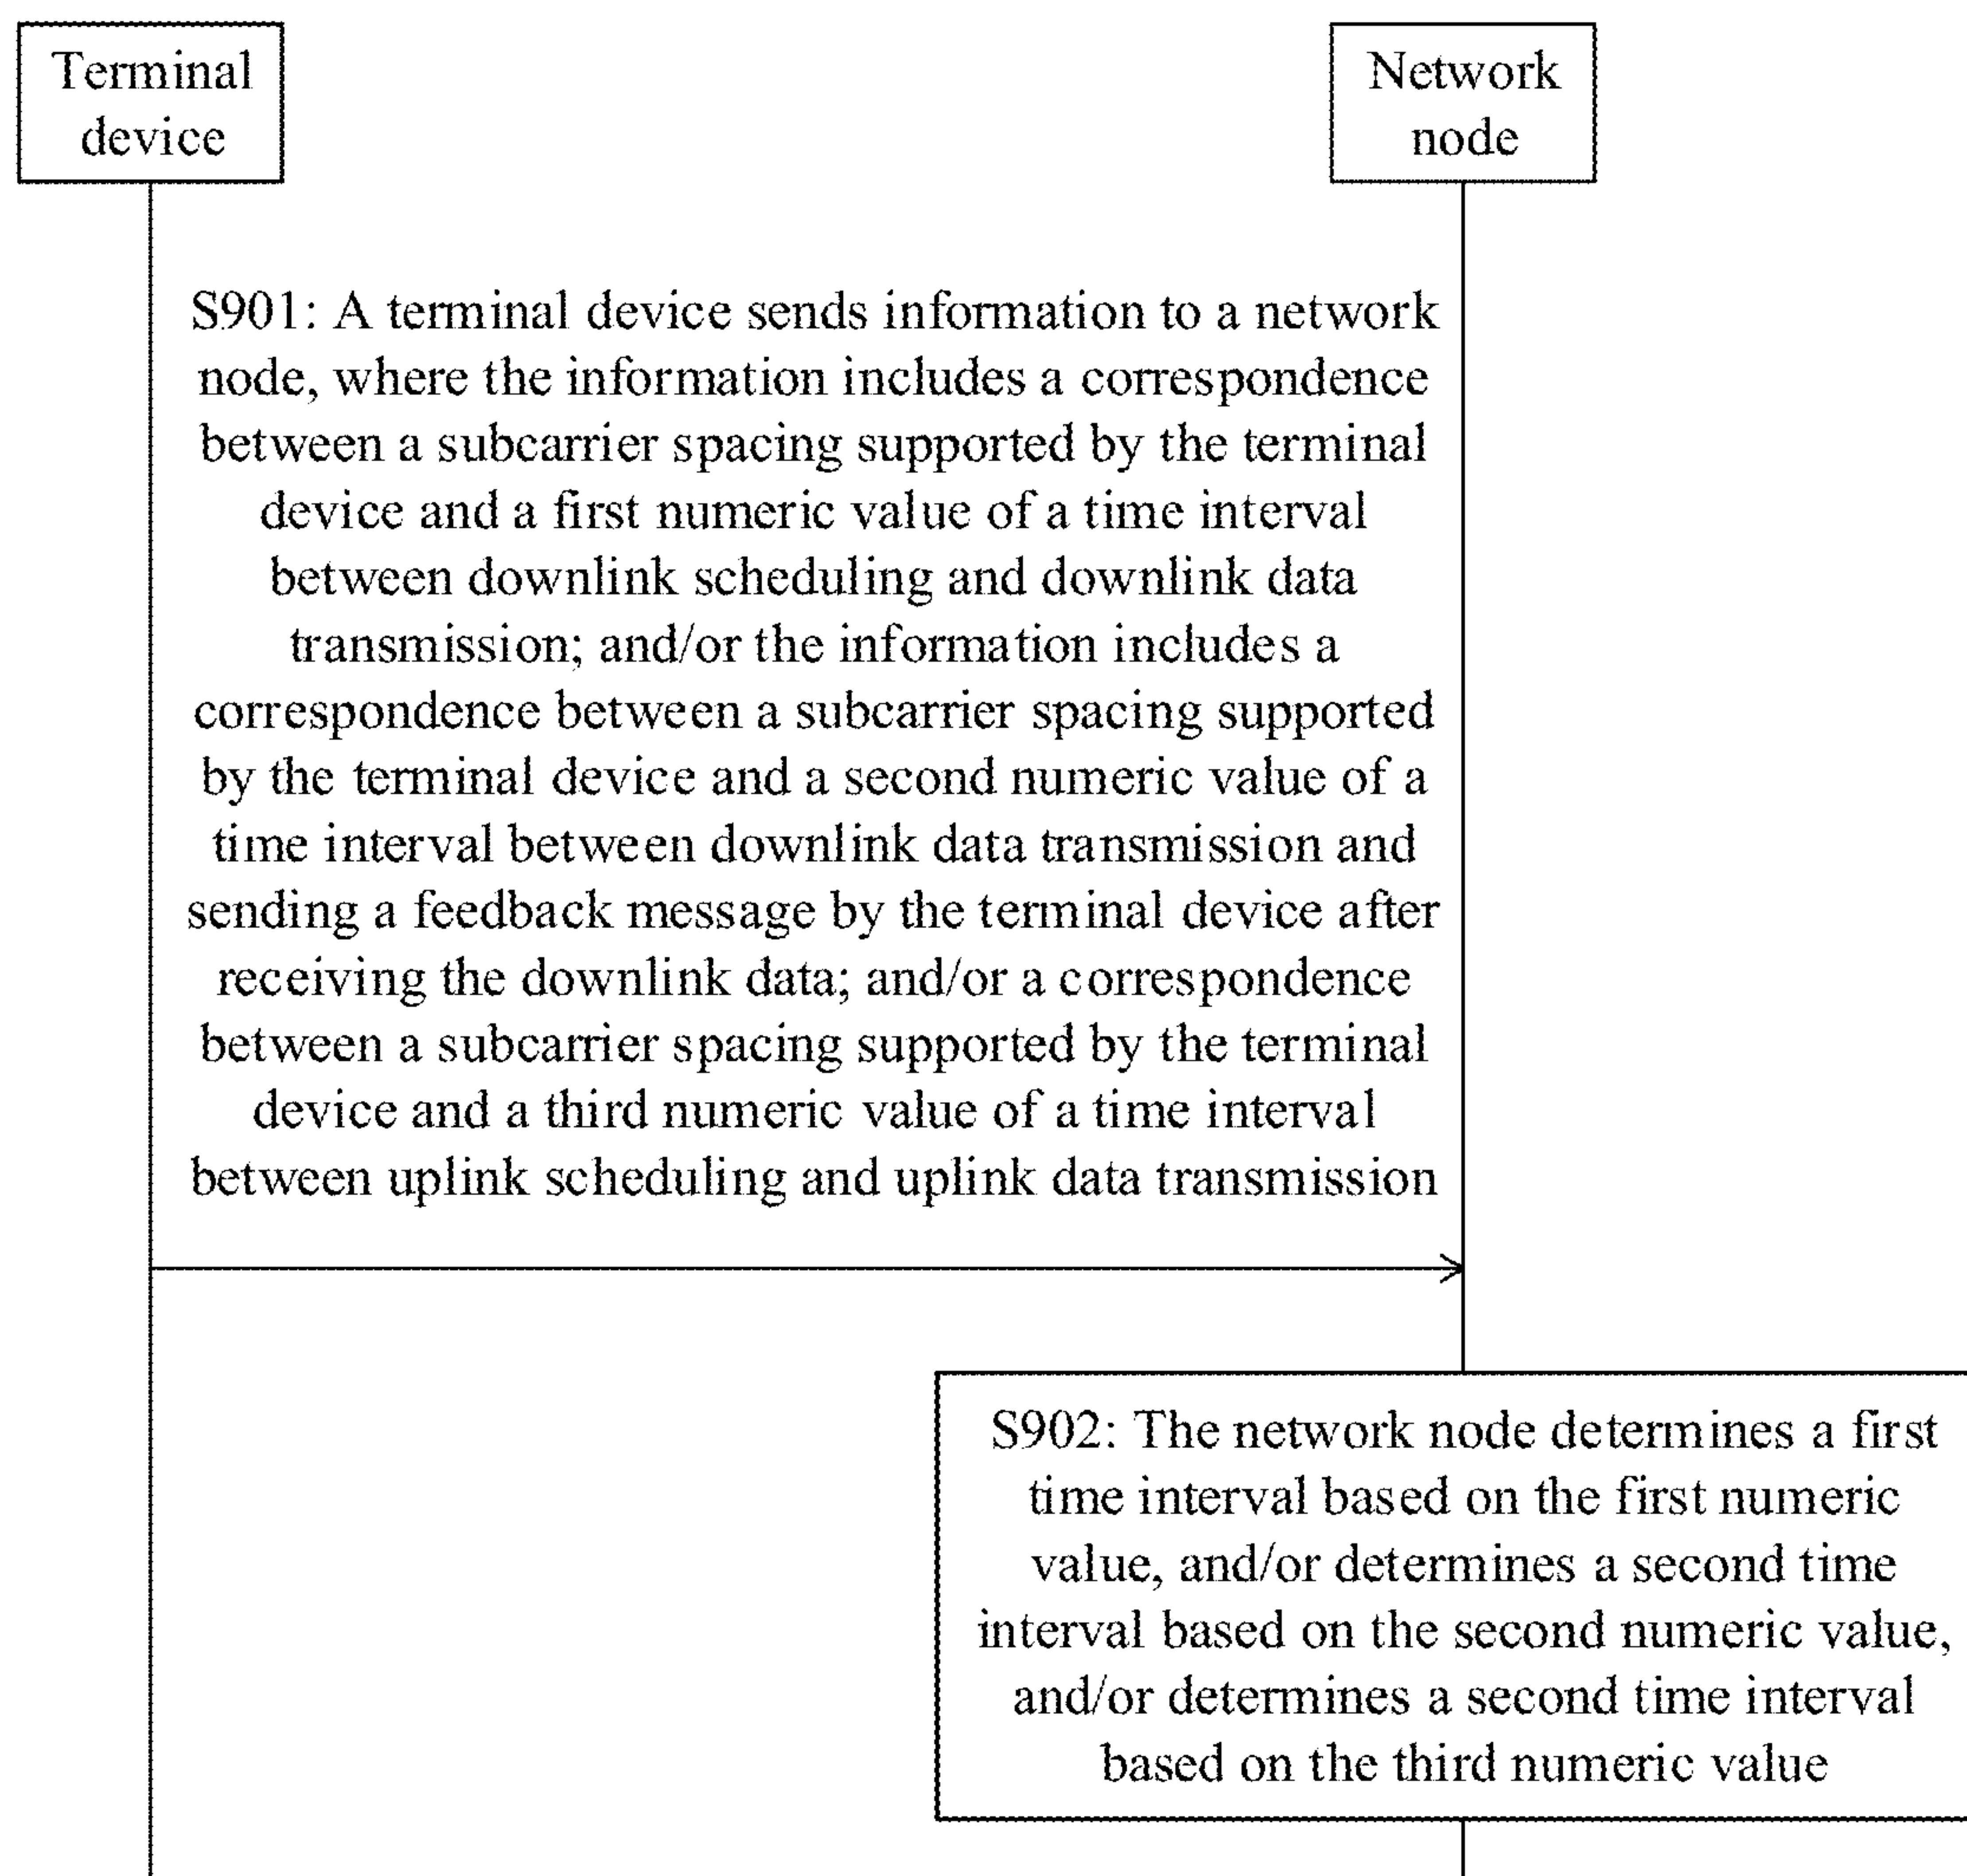 Terminal
device
Network
node
S901: A terminal device sends information to a network
node, where the information includes a correspondence
between a subcarrier spacing supported by the terminal
device and a first numeric value of a time interval
between downlink scheduling and downlink data
transmission; and/or the information includes a
correspondence between a subcarrier spacing supported
by the terminal device and a second numeric value of a
time interval between downlink data transmission and
sending a feedback message by the terminal device after
receiving the downlink data; and/or a correspondence
between a subcarrier spacing supported by the terminal
device and a third numeric value of a time interval
between uplink scheduling and uplink data transmission
S902: The network node determines a first
time interval based on the first numeric
value, and/or determines a second time
interval based on the second numeric value,
and/or determines a second time interval
based on the third numeric value